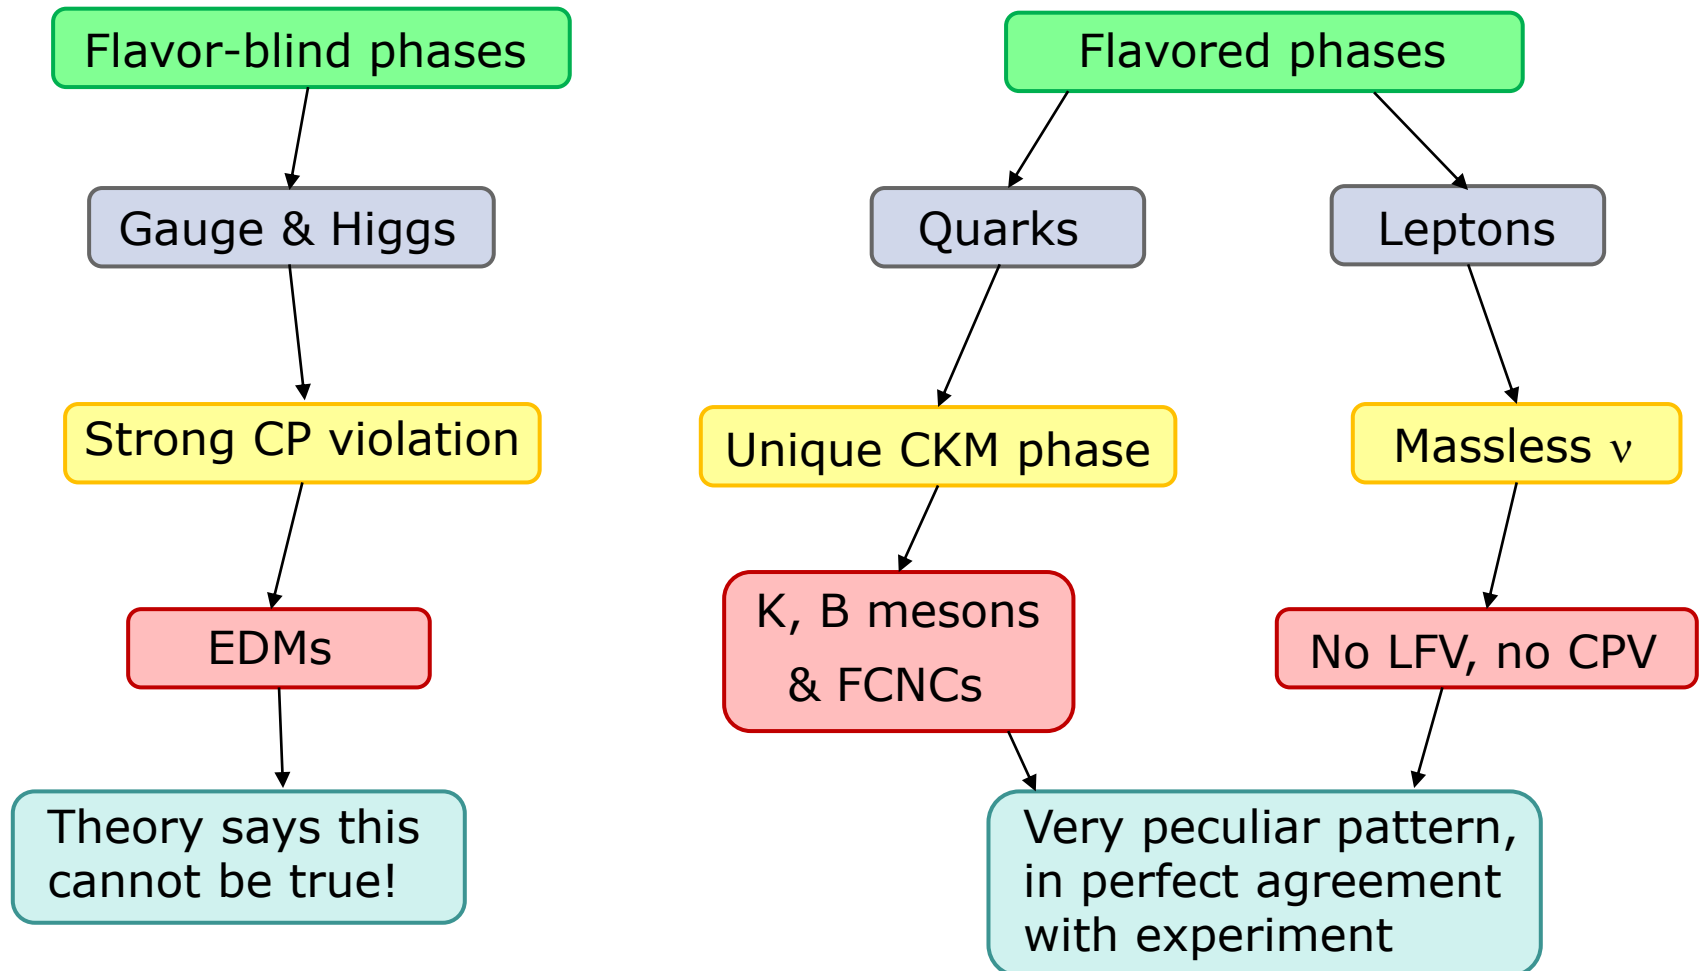 Flavor-blind phases
Flavored phases
Gauge & Higgs
Quarks
Leptons
Strong CP violation
Unique CKM phase
Massless ν
EDMs
K, B mesons
& FCNCs
No LFV, no CPV
Theory says this
cannot be true!
Very peculiar pattern,
in perfect agreement
with experiment